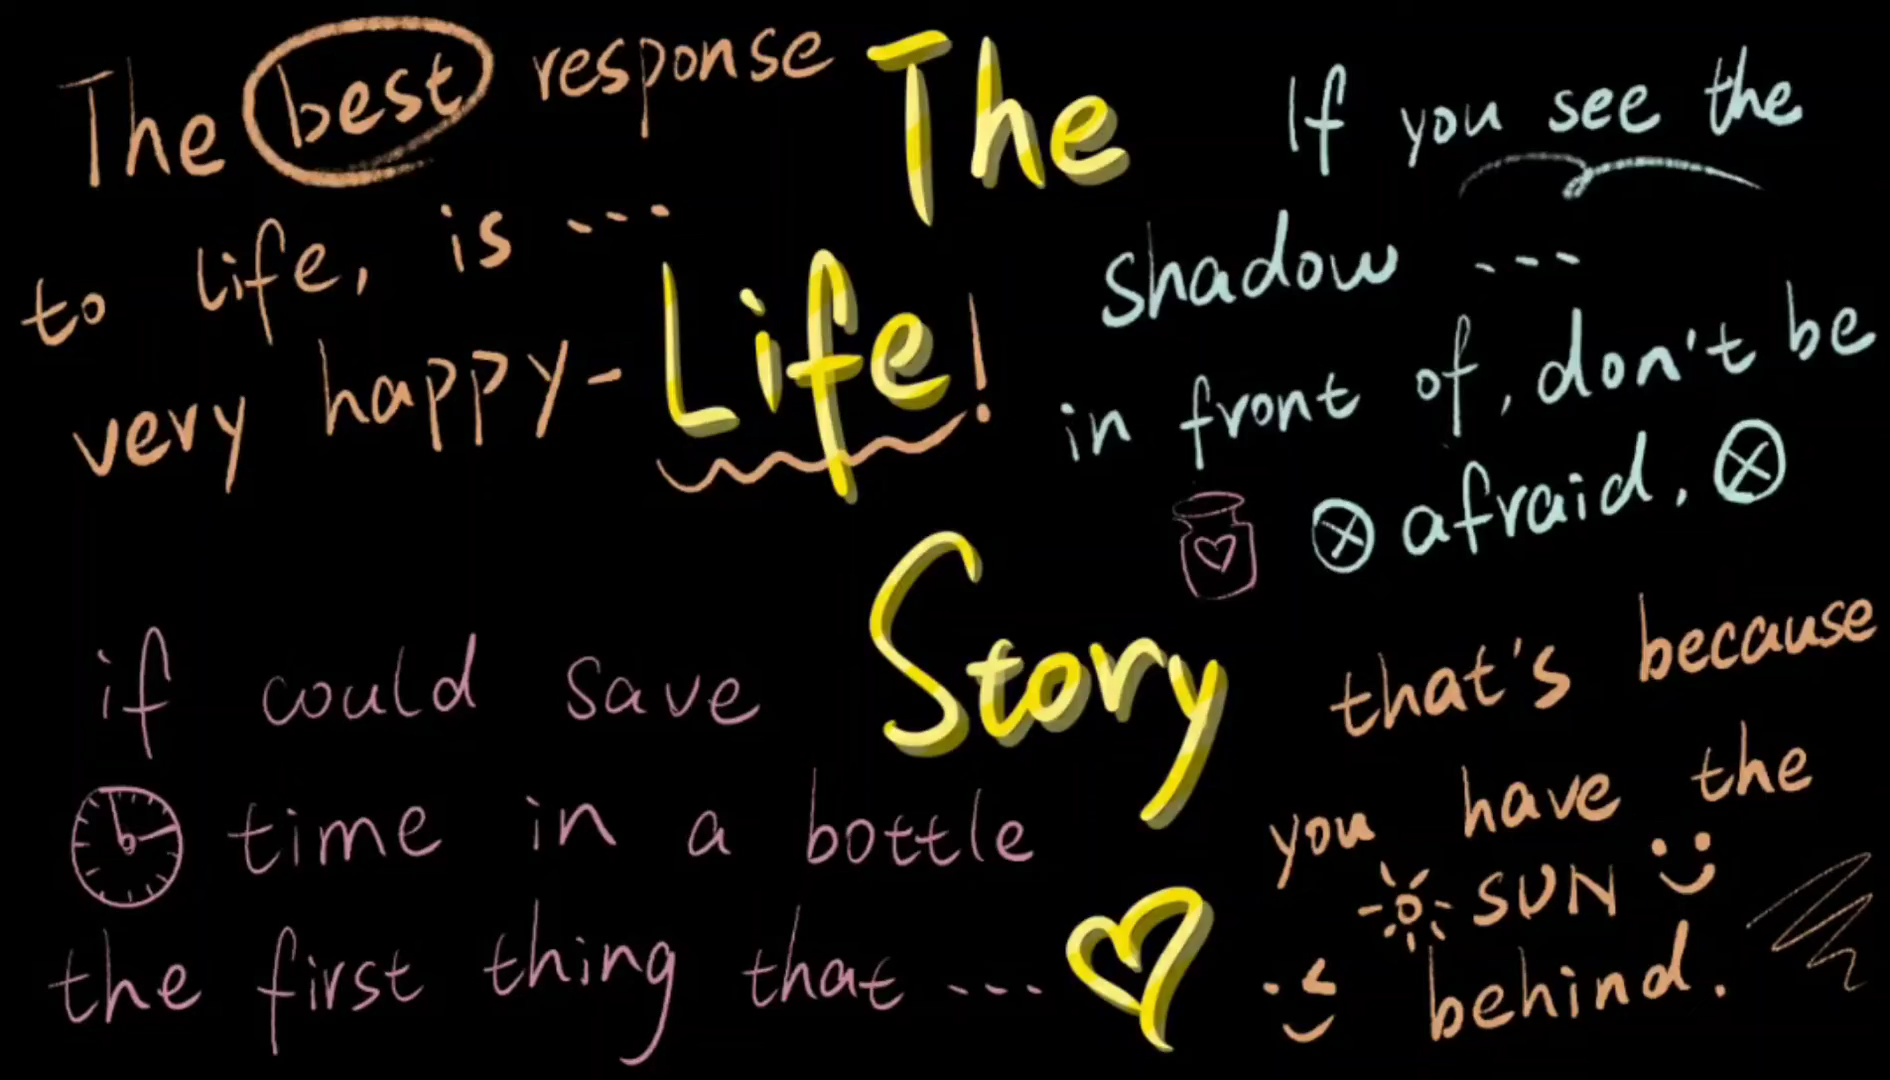 The best response
to life, is ...
very happy-
The
Life!
Story
If you see the
shadow ---
in front of, don't be
afraid.
that's because
you have the
SUN
behind.
if could save
time in a bottle
the first thing that ...